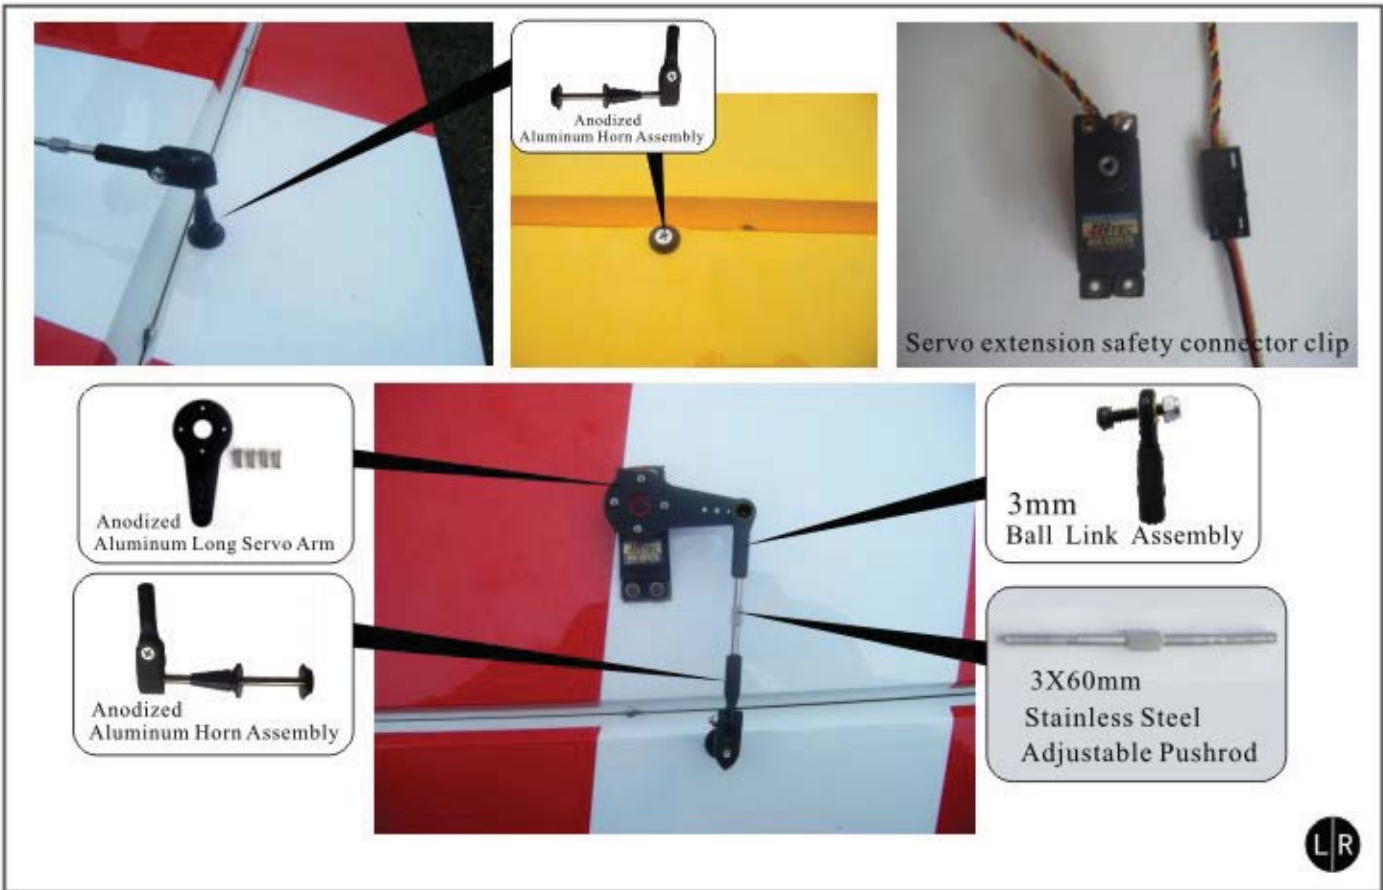 Anodized
Aluminum Horn Assembly
Servo extension safety connector clip
Anodized
Aluminum Long Servo Arm
3mm
Ball Link Assembly
Anodized
Aluminum Horn Assembly
3X60mm
Stainless Steel
Adjustable Pushrod
L R